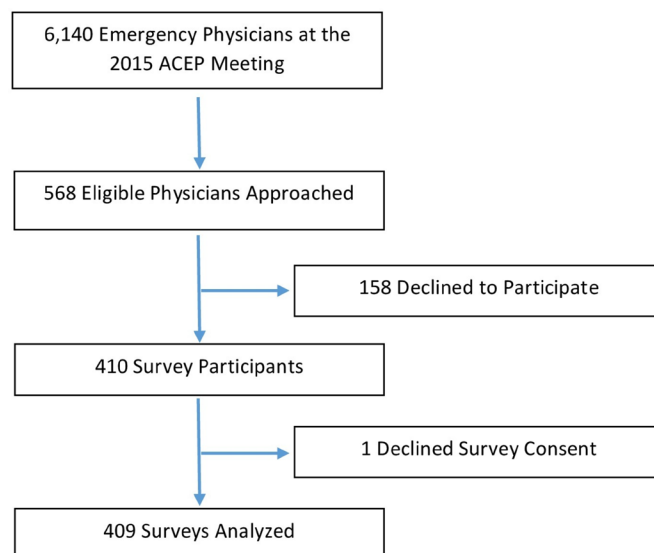 6,140 Emergency Physicians at the
2015 ACEP Meeting
568 Eligible Physicians Approached
158 Declined to Participate
410 Survey Participants
1 Declined Survey Consent
409 Surveys Analyzed